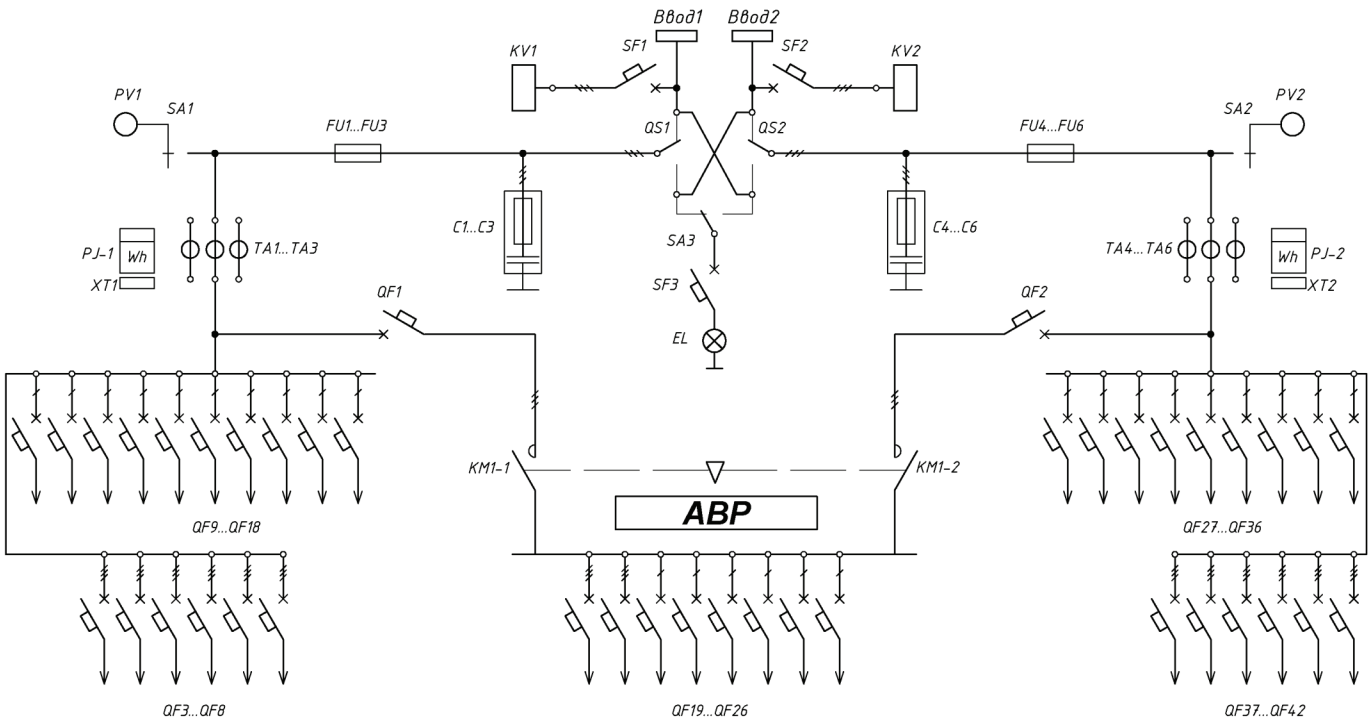 Ввод1 Ввод2
KV1 SF1 SF2 KV2
PV1 SA1 SA2 PV2
FU1...FU3 QS1 QS2 FU4...FU6
C1...C3 C4...C6
SA3
PJ-1 Wh TA1...TA3 TA4...TA6 Wh PJ-2
XT1 SF3 XT2
QF1 QF2
EL
KM1-1 KM1-2
АВР
QF9...QF18 QF27...QF36
QF3...QF8 QF19...QF26 QF37...QF42